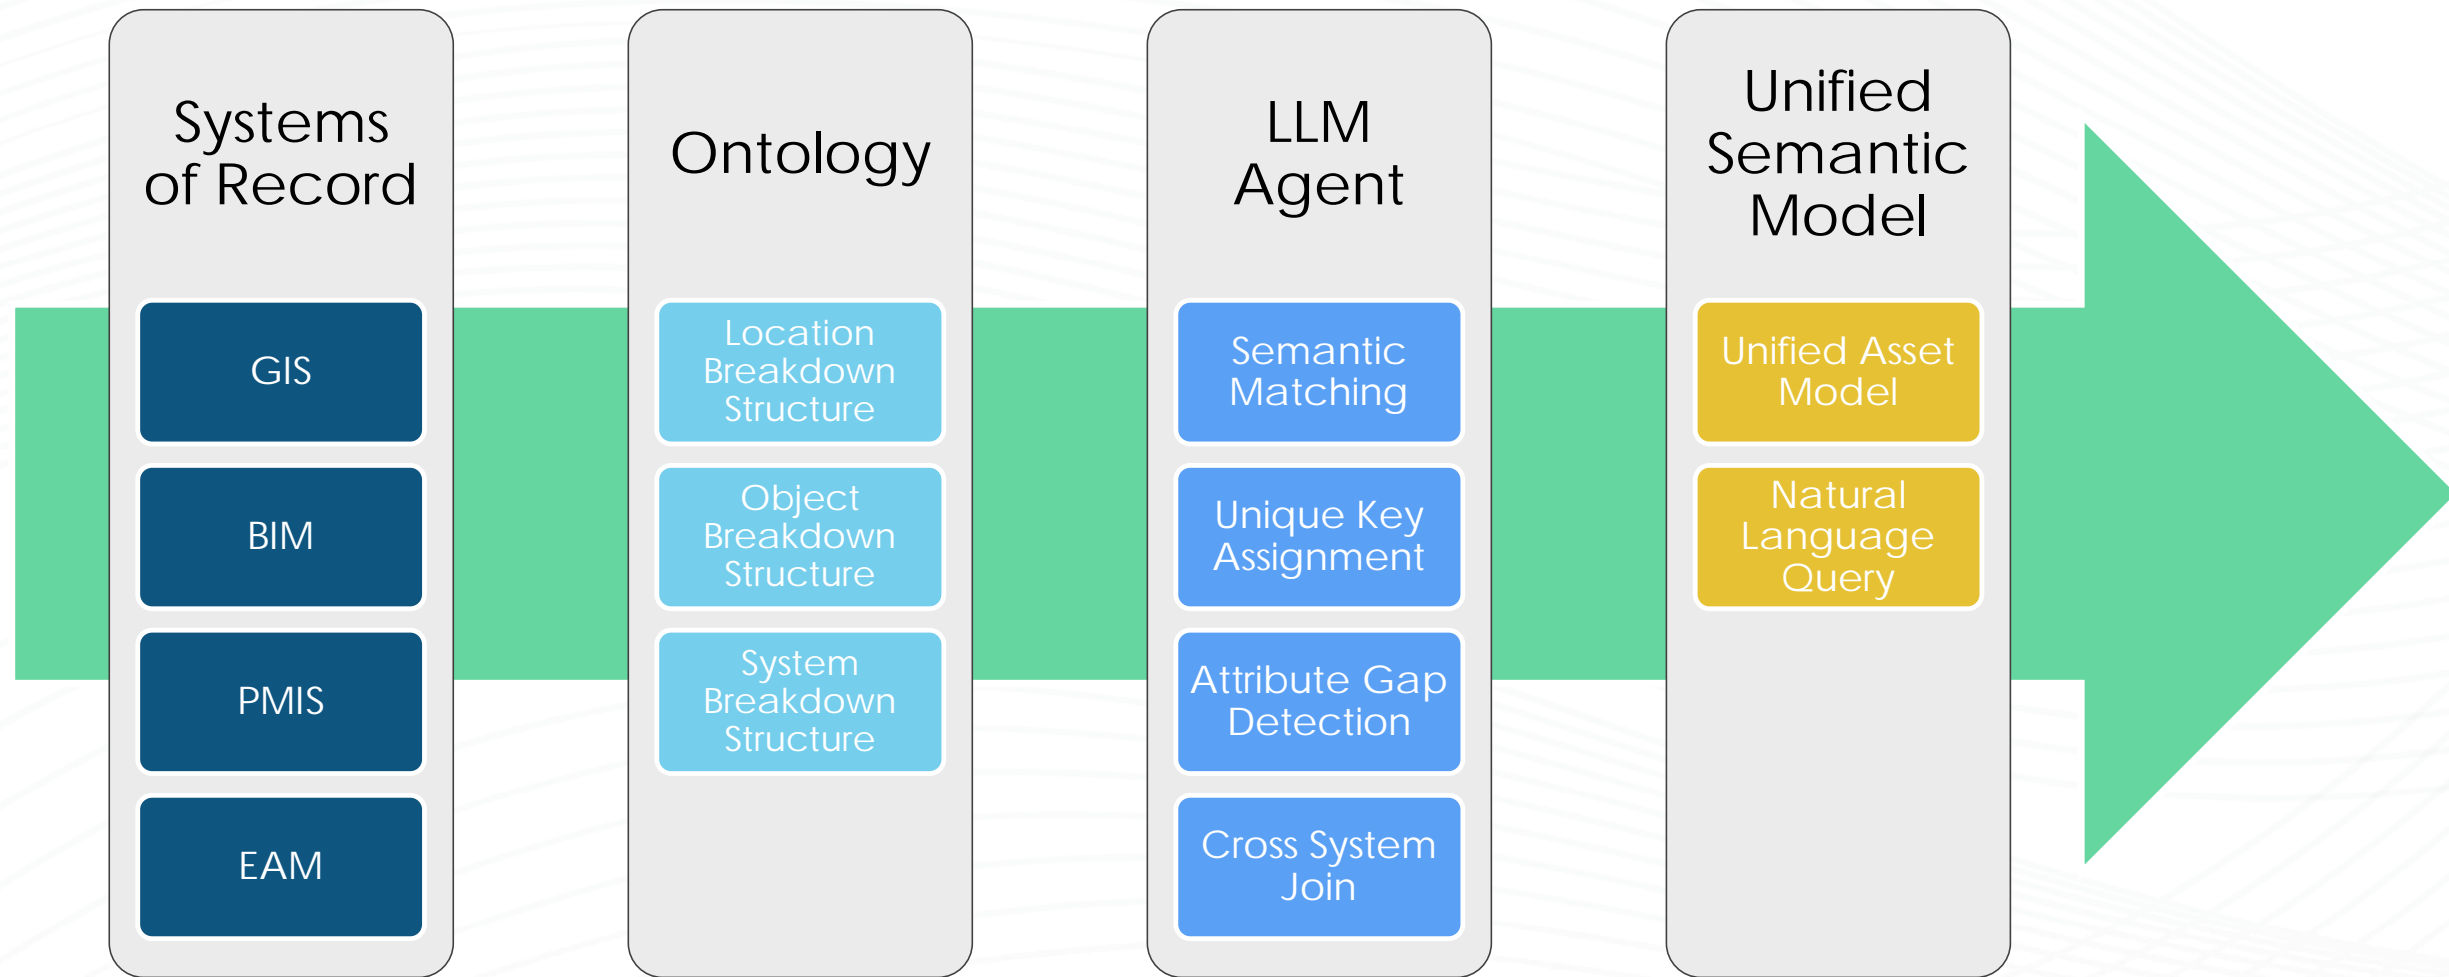 Systems
of Record
GIS
BIM
PMIS
EAM
Ontology
Location
Breakdown
Structure
Object
Breakdown
Structure
System
Breakdown
Structure
LLM
Agent
Semantic
Matching
Unique Key
Assignment
Attribute Gap
Detection
Cross System
Join
Unified
Semantic
Model
Unified Asset
Model
Natural
Language
Query